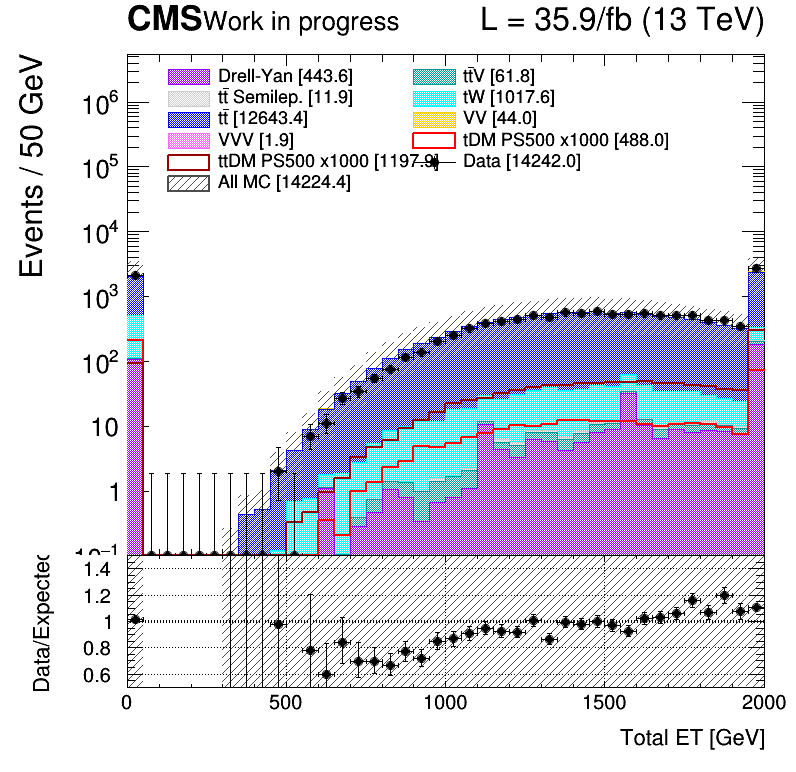 CMS Work in progress L = 35.9/fb (13 TeV)
Events / 50 GeV
Drell-Yan [443.6] tt̄V [61.8]
tt̄ Semilep. [11.9] tW [1017.6]
tt̄ [12643.4] VV [44.0]
VVV [1.9] tDM PS500 x1000 [488.0]
ttDM PS500 x1000 [1197.9] Data [14242.0]
All MC [14224.4]
10⁶
10⁵
10⁴
10³
10²
10
1
10⁻¹
Data/Expected
1.4
1.2
1
0.8
0.6
0 500 1000 1500 2000
Total ET [GeV]